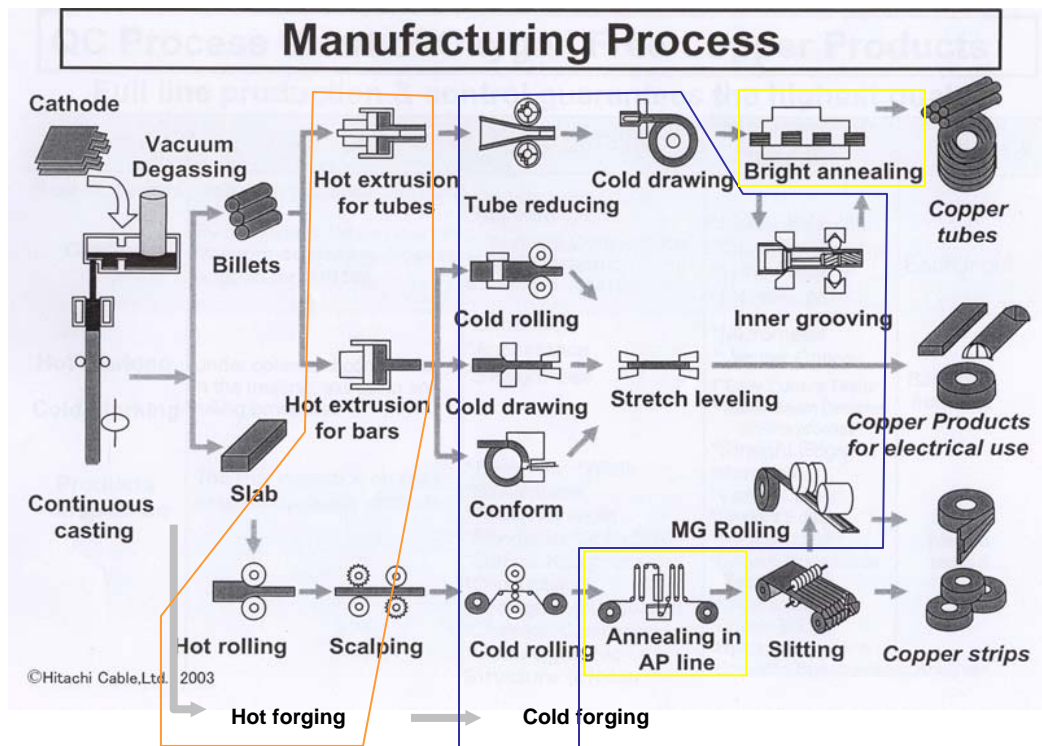 Manufacturing Process
Cathode
Vacuum
Degassing
Billets
Hot extrusion
for tubes
Tube reducing
Cold drawing
Bright annealing
Copper
tubes
Inner grooving
Cold rolling
Hot extrusion
for bars
Cold drawing
Stretch leveling
Copper Products
for electrical use
Slab
Conform
MG Rolling
Continuous
casting
Hot rolling
Scalping
Cold rolling
Annealing in
AP line
Slitting
Copper strips
©Hitachi Cable,Ltd. 2003
Hot forging
Cold forging